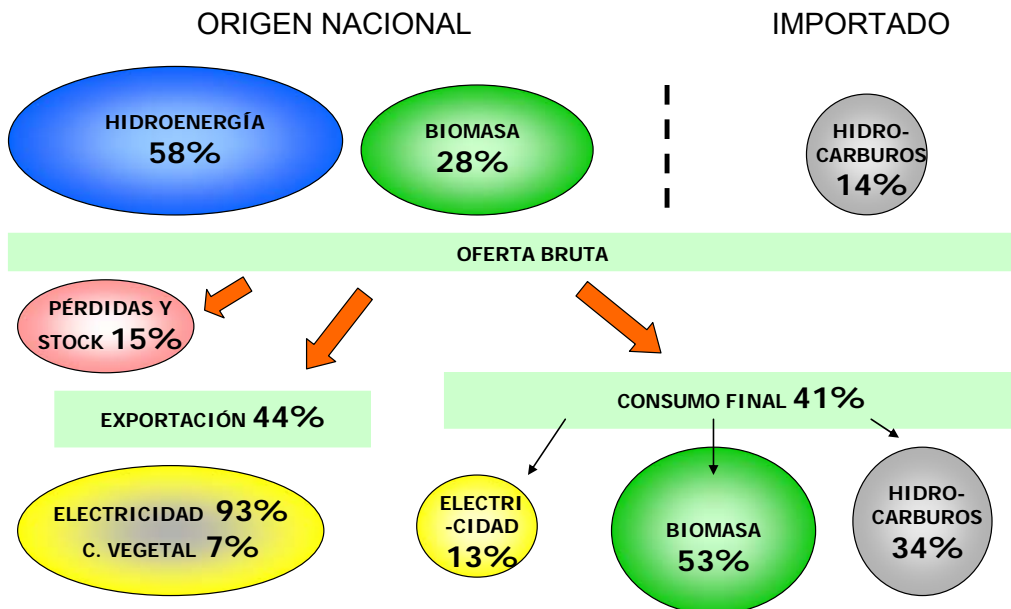 ORIGEN NACIONAL
IMPORTADO
HIDROENERGÍA
58%
BIOMASA
28%
HIDRO-
CARBUROS
14%
OFERTA BRUTA
PÉRDIDAS Y
STOCK 15%
EXPORTACIÓN 44%
CONSUMO FINAL 41%
ELECTRICIDAD 93%
C. VEGETAL 7%
ELECTRI
-CIDAD
13%
BIOMASA
53%
HIDRO-
CARBUROS
34%